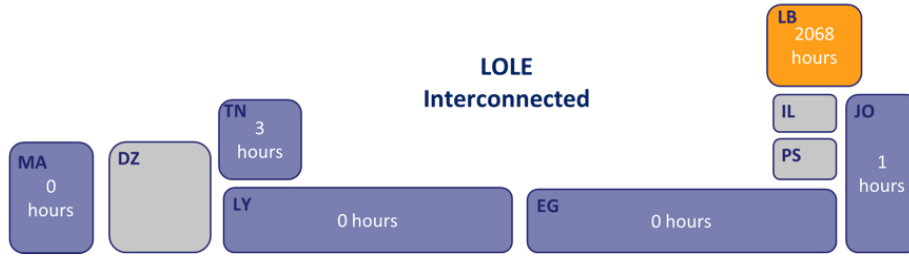 LB
2068
hours
LOLE
Interconnected
TN
3
hours
IL
JO
MA
0
hours
DZ
PS
1
hours
LY
0 hours
EG
0 hours